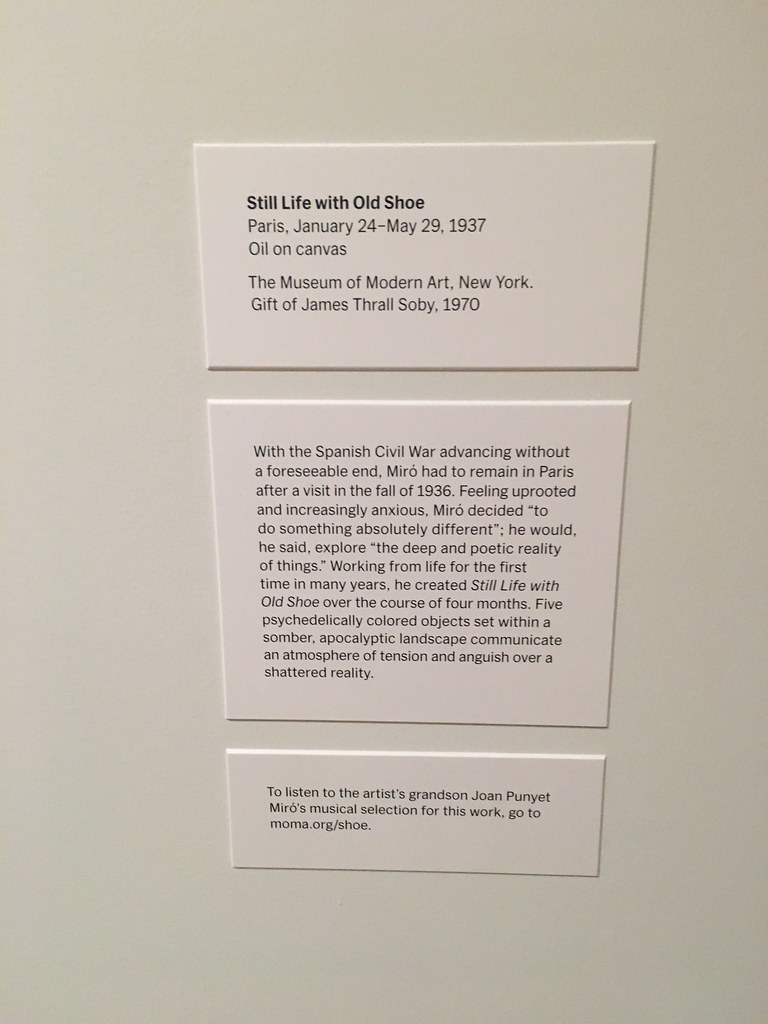 Still Life with Old Shoe
Paris, January 24–May 29, 1937
Oil on canvas
The Museum of Modern Art, New York.
Gift of James Thrall Soby, 1970
With the Spanish Civil War advancing without
a foreseeable end, Miró had to remain in Paris
after a visit in the fall of 1936. Feeling uprooted
and increasingly anxious, Miró decided “to
do something absolutely different”; he would,
he said, explore “the deep and poetic reality
of things.” Working from life for the first
time in many years, he created Still Life with
Old Shoe over the course of four months. Five
psychedelically colored objects set within a
somber, apocalyptic landscape communicate
an atmosphere of tension and anguish over a
shattered reality.
To listen to the artist’s grandson Joan Punyet
Miró’s musical selection for this work, go to
moma.org/shoe.